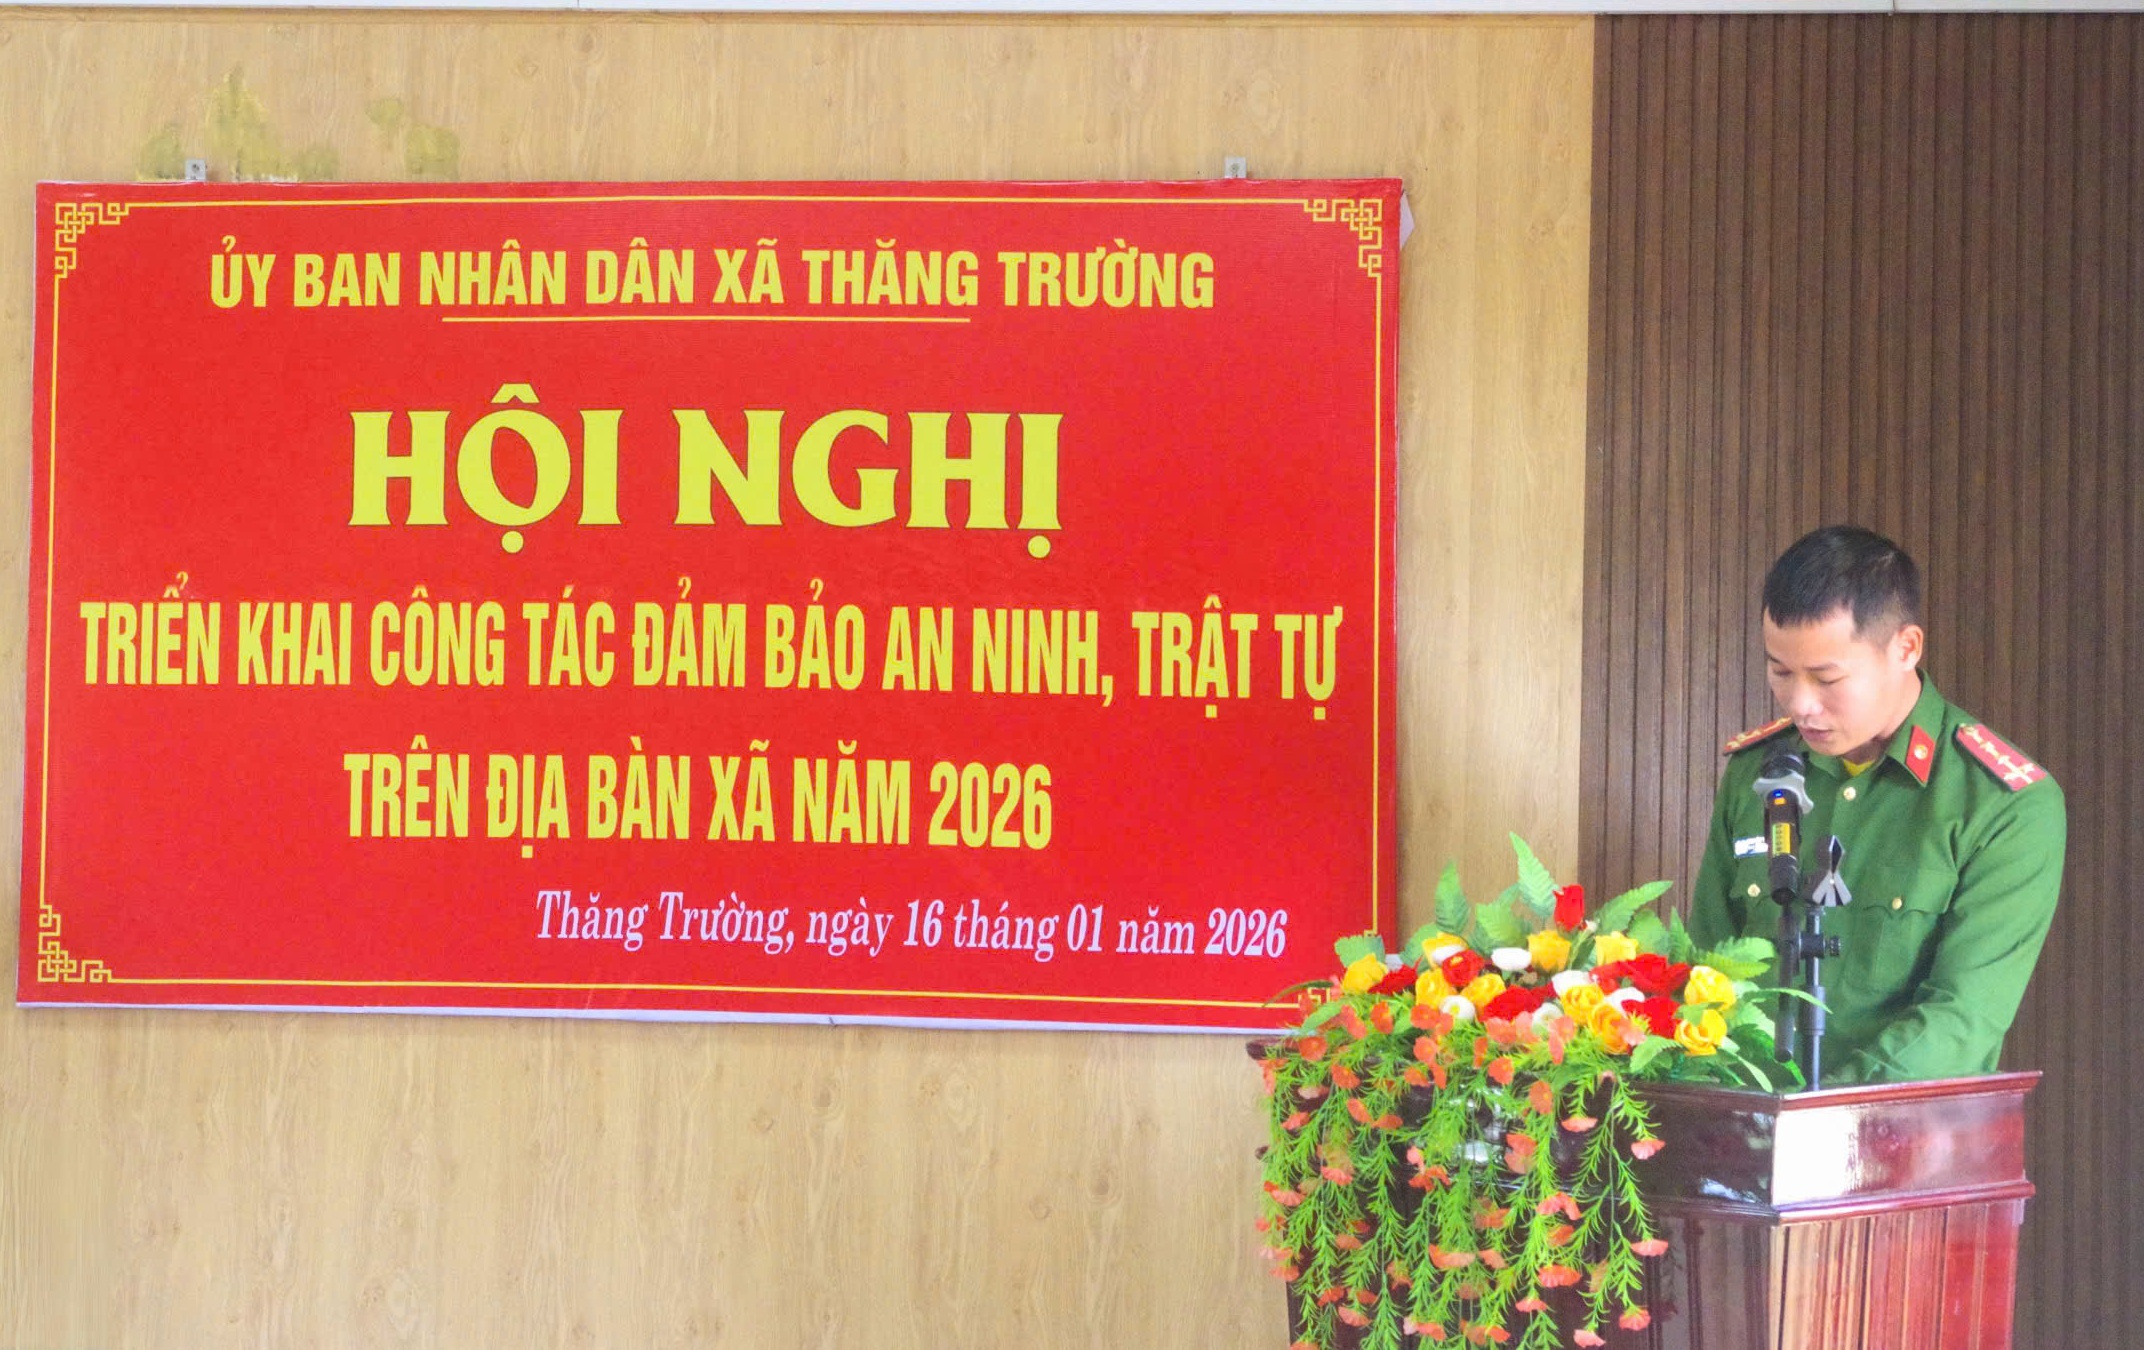 ỦY BAN NHÂN DÂN XÃ THĂNG TRƯỜNG
HỘI NGHỊ
TRIỂN KHAI CÔNG TÁC ĐẢM BẢO AN NINH, TRẬT TỰ
TRÊN ĐỊA BÀN XÃ NĂM 2026
Thăng Trường, ngày 16 tháng 01 năm 2026